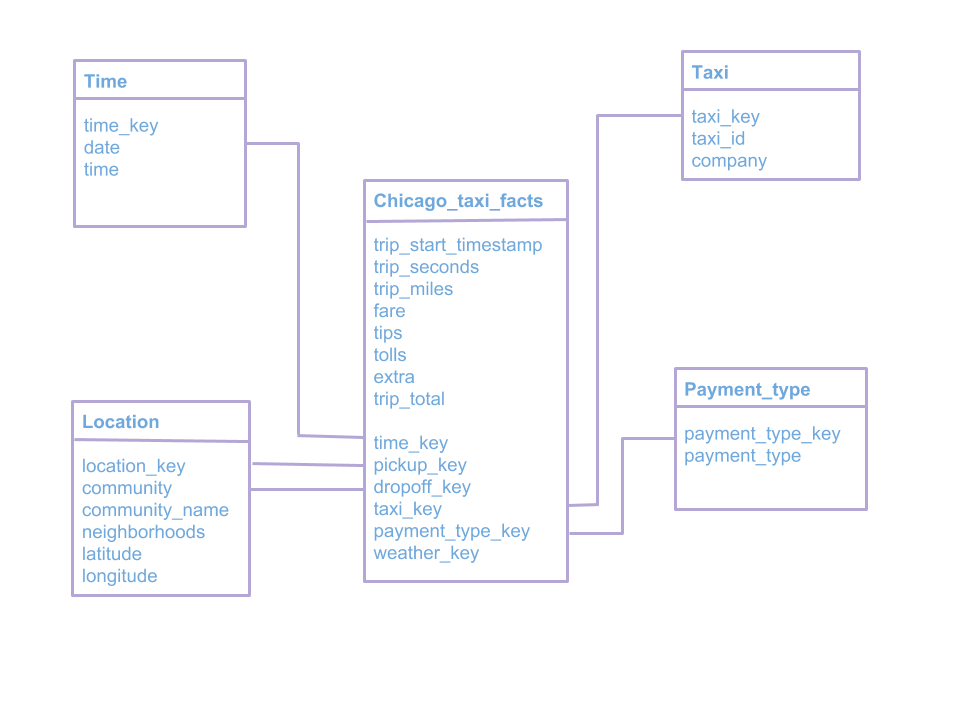 Time
time_key
date
time
Taxi
taxi_key
taxi_id
company
Chicago_taxi_facts
trip_start_timestamp
trip_seconds
trip_miles
fare
tips
tolls
extra
trip_total
time_key
pickup_key
dropoff_key
taxi_key
payment_type_key
weather_key
Location
location_key
community
community_name
neighborhoods
latitude
longitude
Payment_type
payment_type_key
payment_type